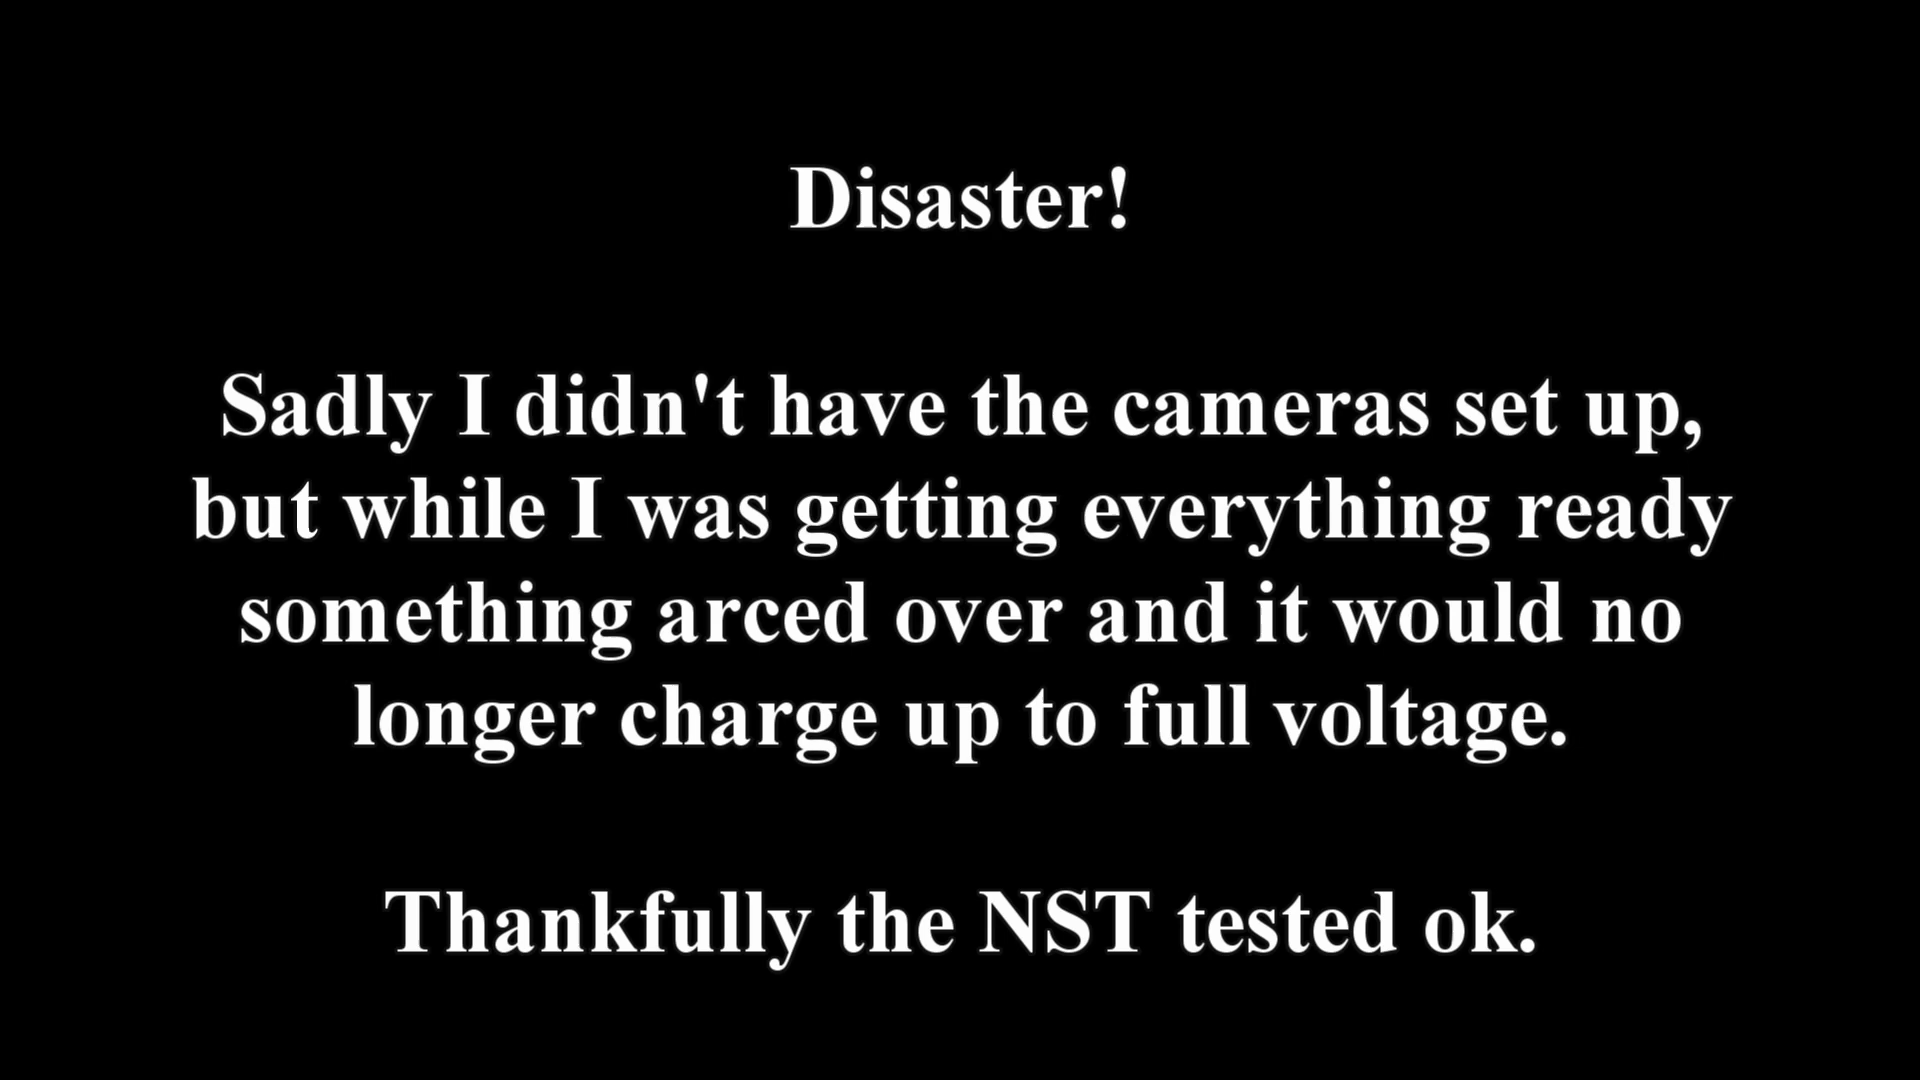 Disaster!
Sadly I didn't have the cameras set up,
but while I was getting everything ready
something arced over and it would no
longer charge up to full voltage.
Thankfully the NST tested ok.